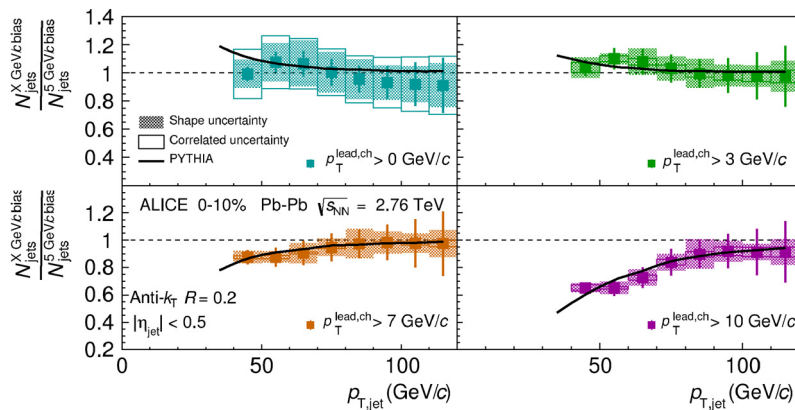 N_jets^{X GeV/c bias} / N_jets^{5 GeV/c bias}
1.4
1.2
1
0.8
0.6
0.4
Shape uncertainty
Correlated uncertainty
PYTHIA
p_T^{lead,ch} > 0 GeV/c
p_T^{lead,ch} > 3 GeV/c
N_jets^{X GeV/c bias} / N_jets^{5 GeV/c bias}
1.2
1
0.8
0.6
0.4
0.2
ALICE 0-10% Pb-Pb √s_NN = 2.76 TeV
Anti-k_T R = 0.2
|η_jet| < 0.5
p_T^{lead,ch} > 7 GeV/c
p_T^{lead,ch} > 10 GeV/c
0 50 100 50 100
p_{T,jet} (GeV/c) p_{T,jet} (GeV/c)